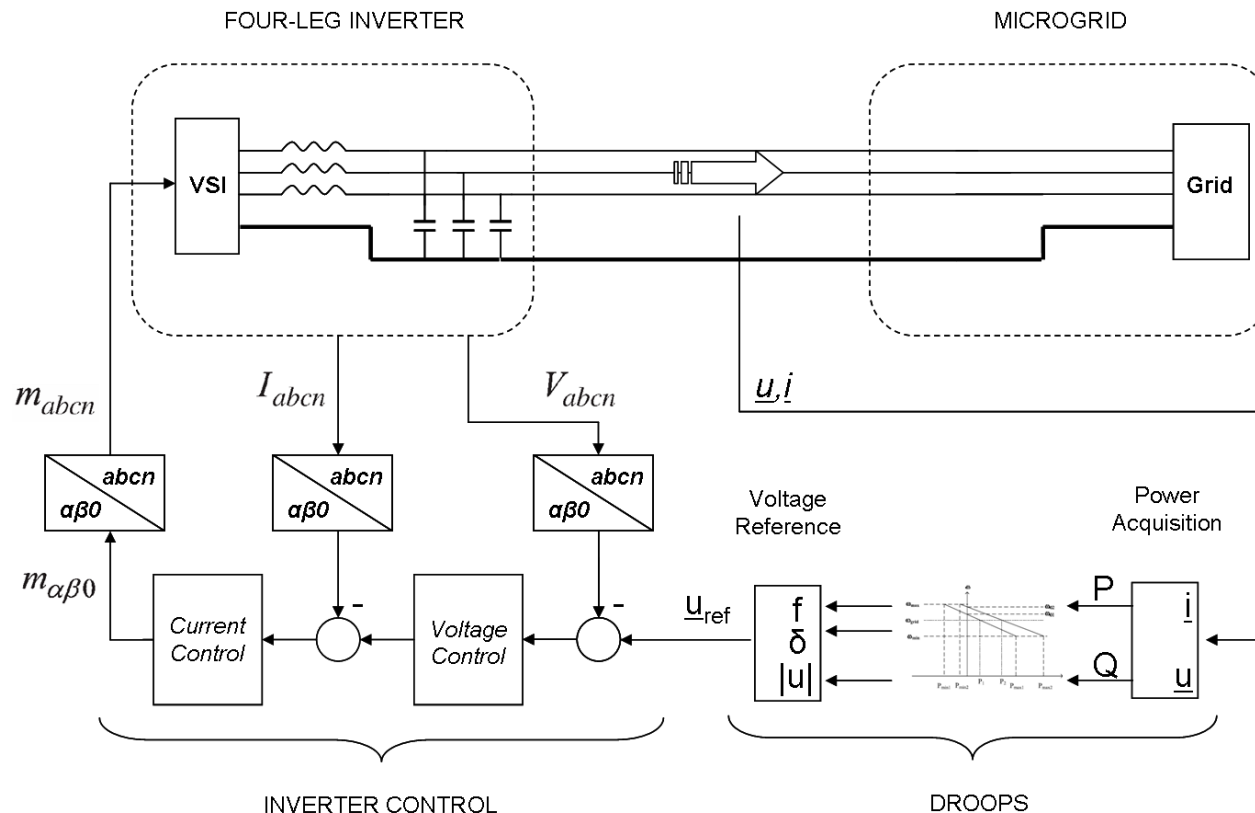 FOUR-LEG INVERTER
MICROGRID
VSI
Grid
m_abcn
I_abcn
V_abcn
u,i
abcn
αβ0
abcn
αβ0
abcn
αβ0
Voltage
Reference
Power
Acquisition
m_αβ0
Current
Control
-
Voltage
Control
-
u_ref
f
δ
|u|
P
Q
i
u
ω
P_1
INVERTER CONTROL
DROOPS